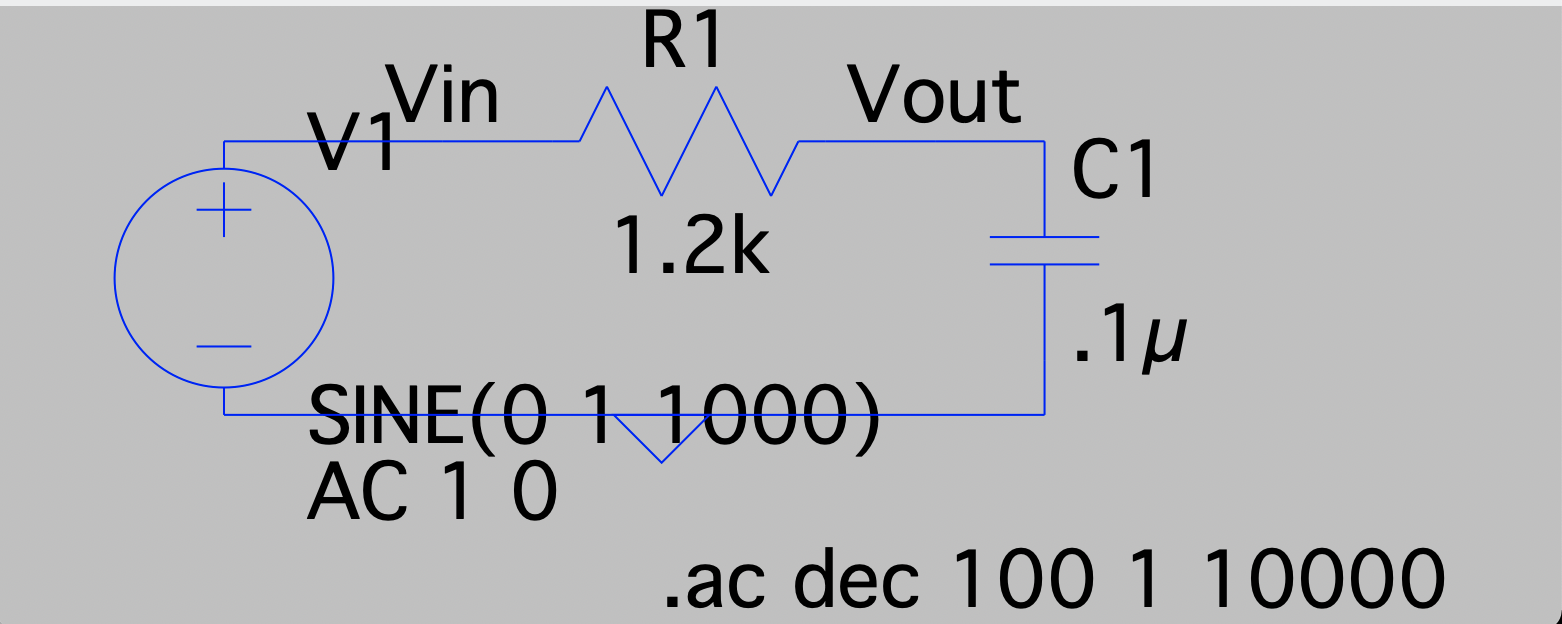 R1
Vin
Vout
V1
C1
1.2k
.1µ
SINE(0 1 1000)
AC 1 0
.ac dec 100 1 10000